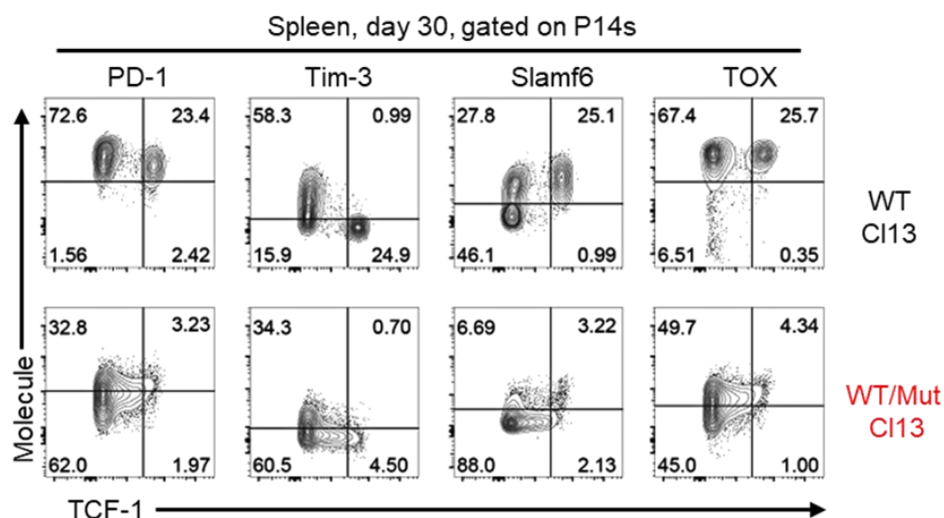 Spleen, day 30, gated on P14s
PD-1 Tim-3 Slamf6 TOX
72.6 23.4 58.3 0.99 27.8 25.1 67.4 25.7
WT
Cl13
1.56 2.42 15.9 24.9 46.1 0.99 6.51 0.35
32.8 3.23 34.3 0.70 6.69 3.22 49.7 4.34
WT/Mut
Cl13
62.0 1.97 60.5 4.50 88.0 2.13 45.0 1.00
Molecule
TCF-1